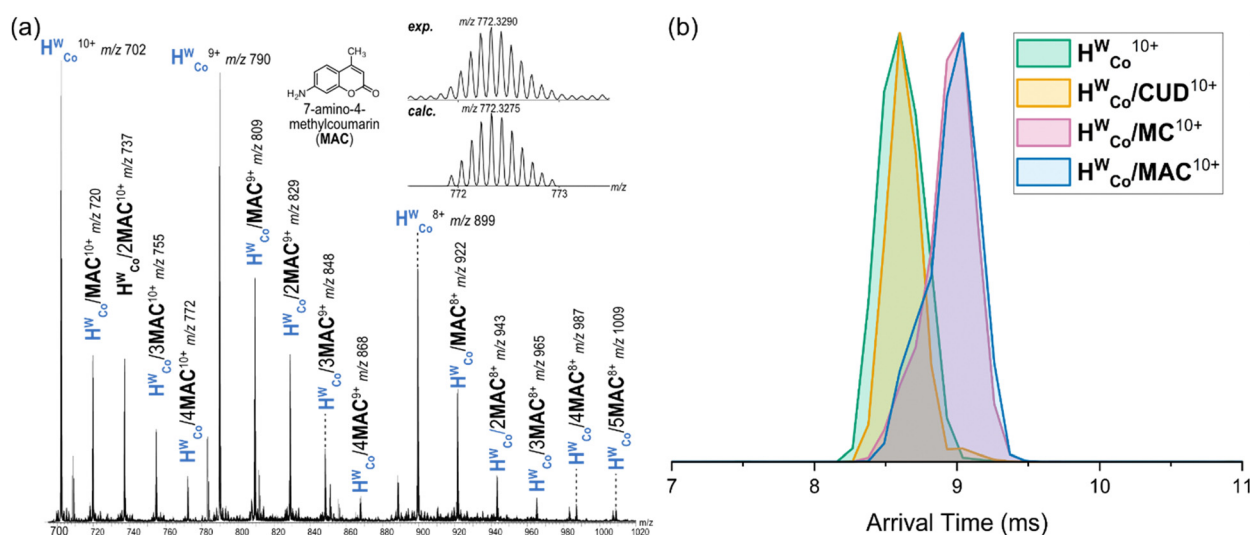 (a)
H^W_Co^10+ m/z 702
H^W_Co^9+ m/z 790
CH₃
H₂N
O
O
7-amino-4-
methylcoumarin
(MAC)
exp.
m/z 772.3290
calc.
m/z 772.3275
772
773
m/z
H^W_Co/MAC^10+ m/z 720
H^W_Co/2MAC^10+ m/z 737
H^W_Co/3MAC^10+ m/z 755
H^W_Co/4MAC^10+ m/z 772
H^W_Co/MAC^9+ m/z 809
H^W_Co/2MAC^9+ m/z 829
H^W_Co/3MAC^9+ m/z 848
H^W_Co/4MAC^9+ m/z 868
H^W_Co^8+ m/z 899
H^W_Co/MAC^8+ m/z 922
H^W_Co/2MAC^8+ m/z 943
H^W_Co/3MAC^8+ m/z 965
H^W_Co/4MAC^8+ m/z 987
H^W_Co/5MAC^8+ m/z 1009
700 720 740 760 780 800 820 840 860 880 900 920 940 960 980 1000 1020 m/z
(b)
H^W_Co^10+
H^W_Co/CUD^10+
H^W_Co/MC^10+
H^W_Co/MAC^10+
7 8 9 10 11
Arrival Time (ms)